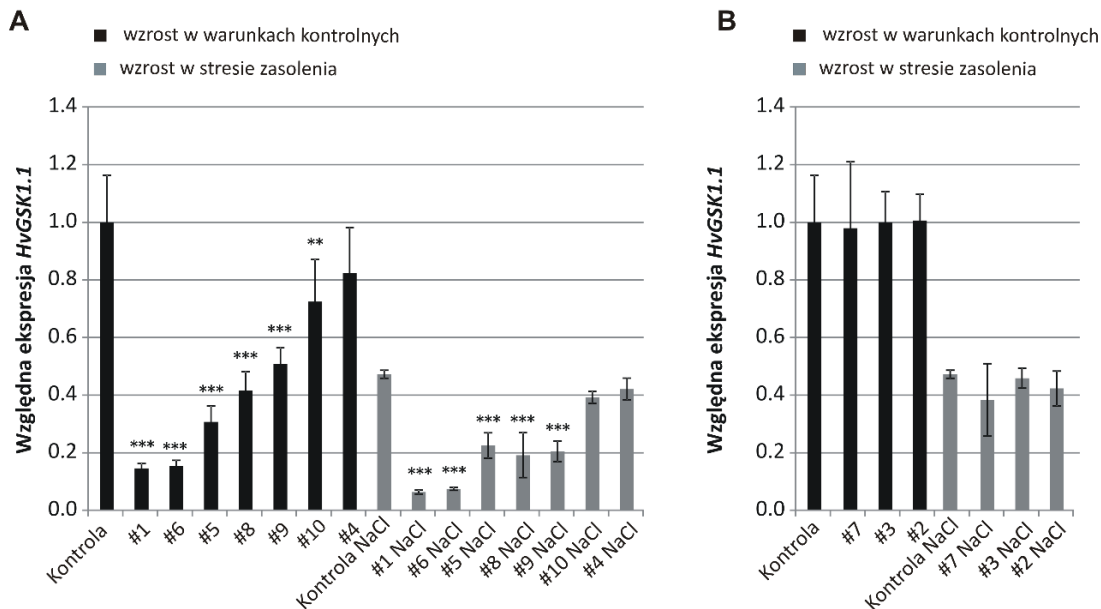 A
wzrost w warunkach kontrolnych
wzrost w stresie zasolenia
Względna ekspresja HvGSK1.1
1.4
1.2
1.0
0.8
0.6
0.4
0.2
0.0
***
***
***
***
***
**
***
***
***
***
***
Kontrola
#1
#6
#5
#8
#9
#10
#4
Kontrola NaCl
#1 NaCl
#6 NaCl
#5 NaCl
#8 NaCl
#9 NaCl
#10 NaCl
#4 NaCl
B
wzrost w warunkach kontrolnych
wzrost w stresie zasolenia
Względna ekspresja HvGSK1.1
1.4
1.2
1.0
0.8
0.6
0.4
0.2
0.0
Kontrola
#7
#3
#2
Kontrola NaCl
#7 NaCl
#3 NaCl
#2 NaCl